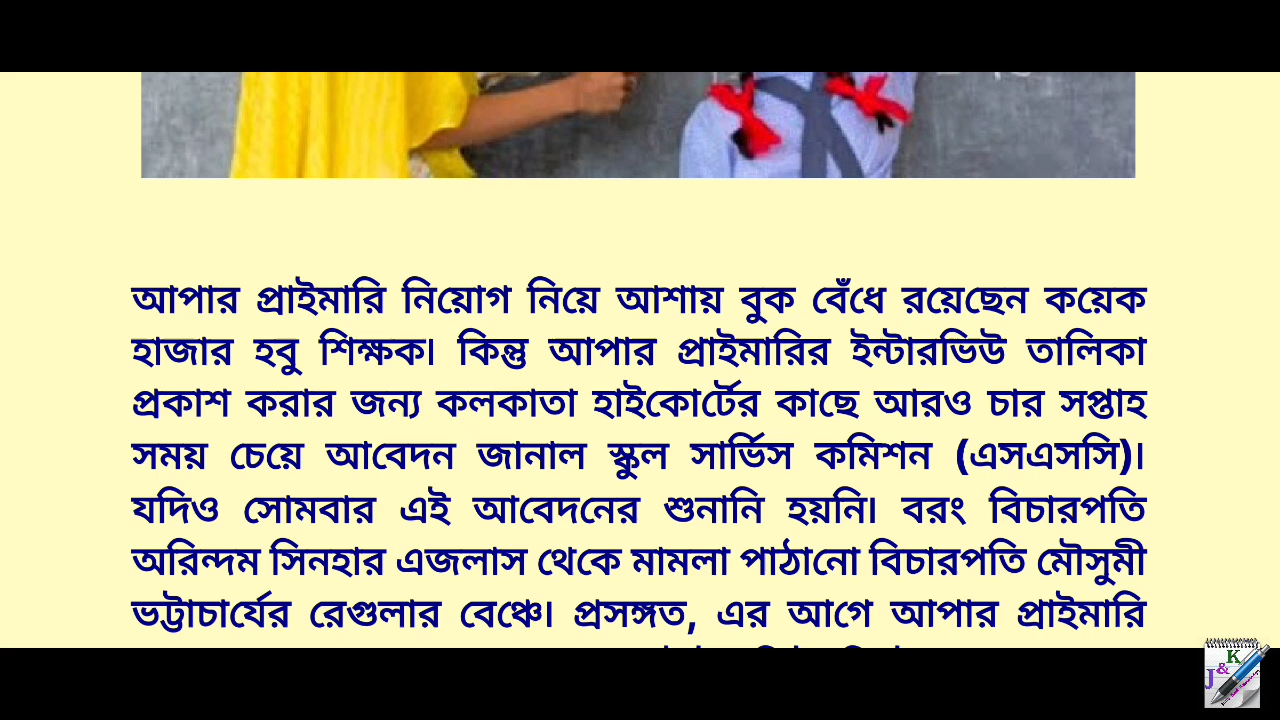 আপার প্রাইমারি নিয়োগ নিয়ে আশায় বুক বেঁধে রয়েছেন কয়েক
হাজার হবু শিক্ষক। কিন্তু আপার প্রাইমারির ইন্টারভিউ তালিকা
প্রকাশ করার জন্য কলকাতা হাইকোর্টের কাছে আরও চার সপ্তাহ
সময় চেয়ে আবেদন জানাল স্কুল সার্ভিস কমিশন (এসএসসি)।
যদিও সোমবার এই আবেদনের শুনানি হয়নি। বরং বিচারপতি
অরিন্দম সিনহার এজলাস থেকে মামলা পাঠানো বিচারপতি মৌসুমী
ভট্টাচার্যের রেগুলার বেঞ্চে। প্রসঙ্গত, এর আগে আপার প্রাইমারি
J&K